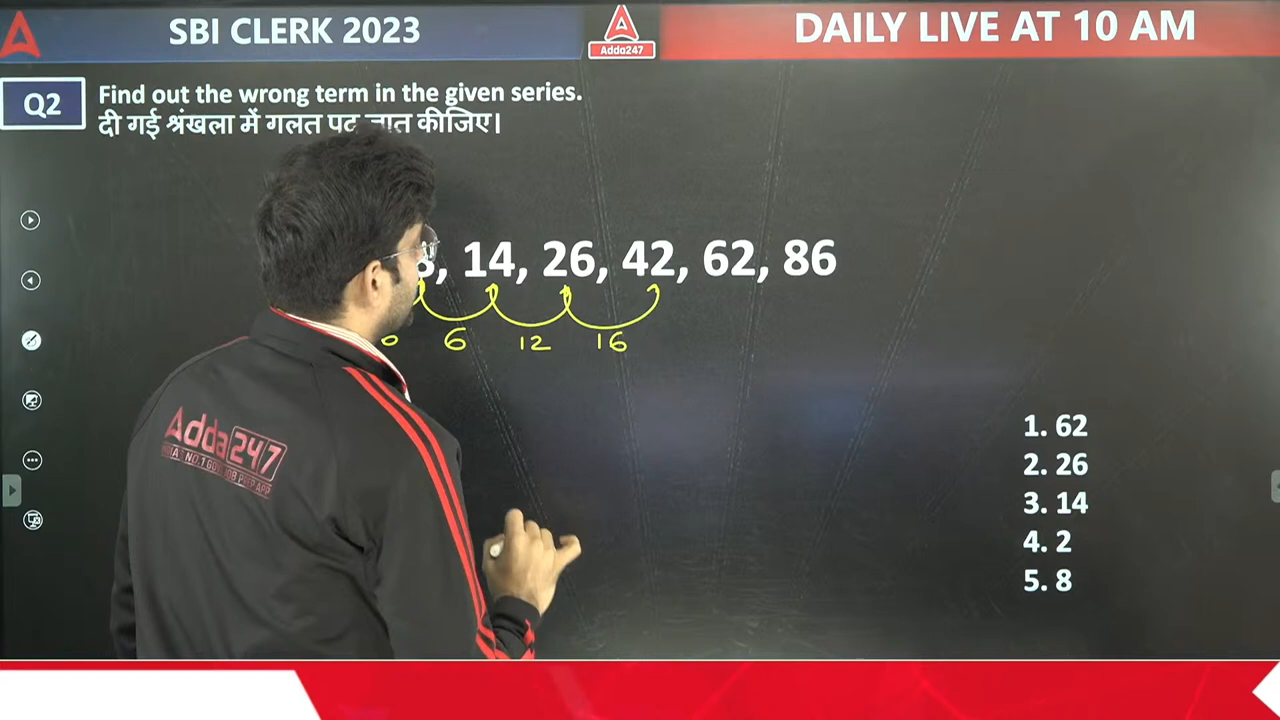 SBI CLERK 2023
Adda247
DAILY LIVE AT 10 AM
Q2
Find out the wrong term in the given series.
दी गई श्रंखला में गलत पद ज्ञात कीजिए।
14, 26, 42, 62, 86
6 12 16
Adda247
1. 62
2. 26
3. 14
4. 2
5. 8